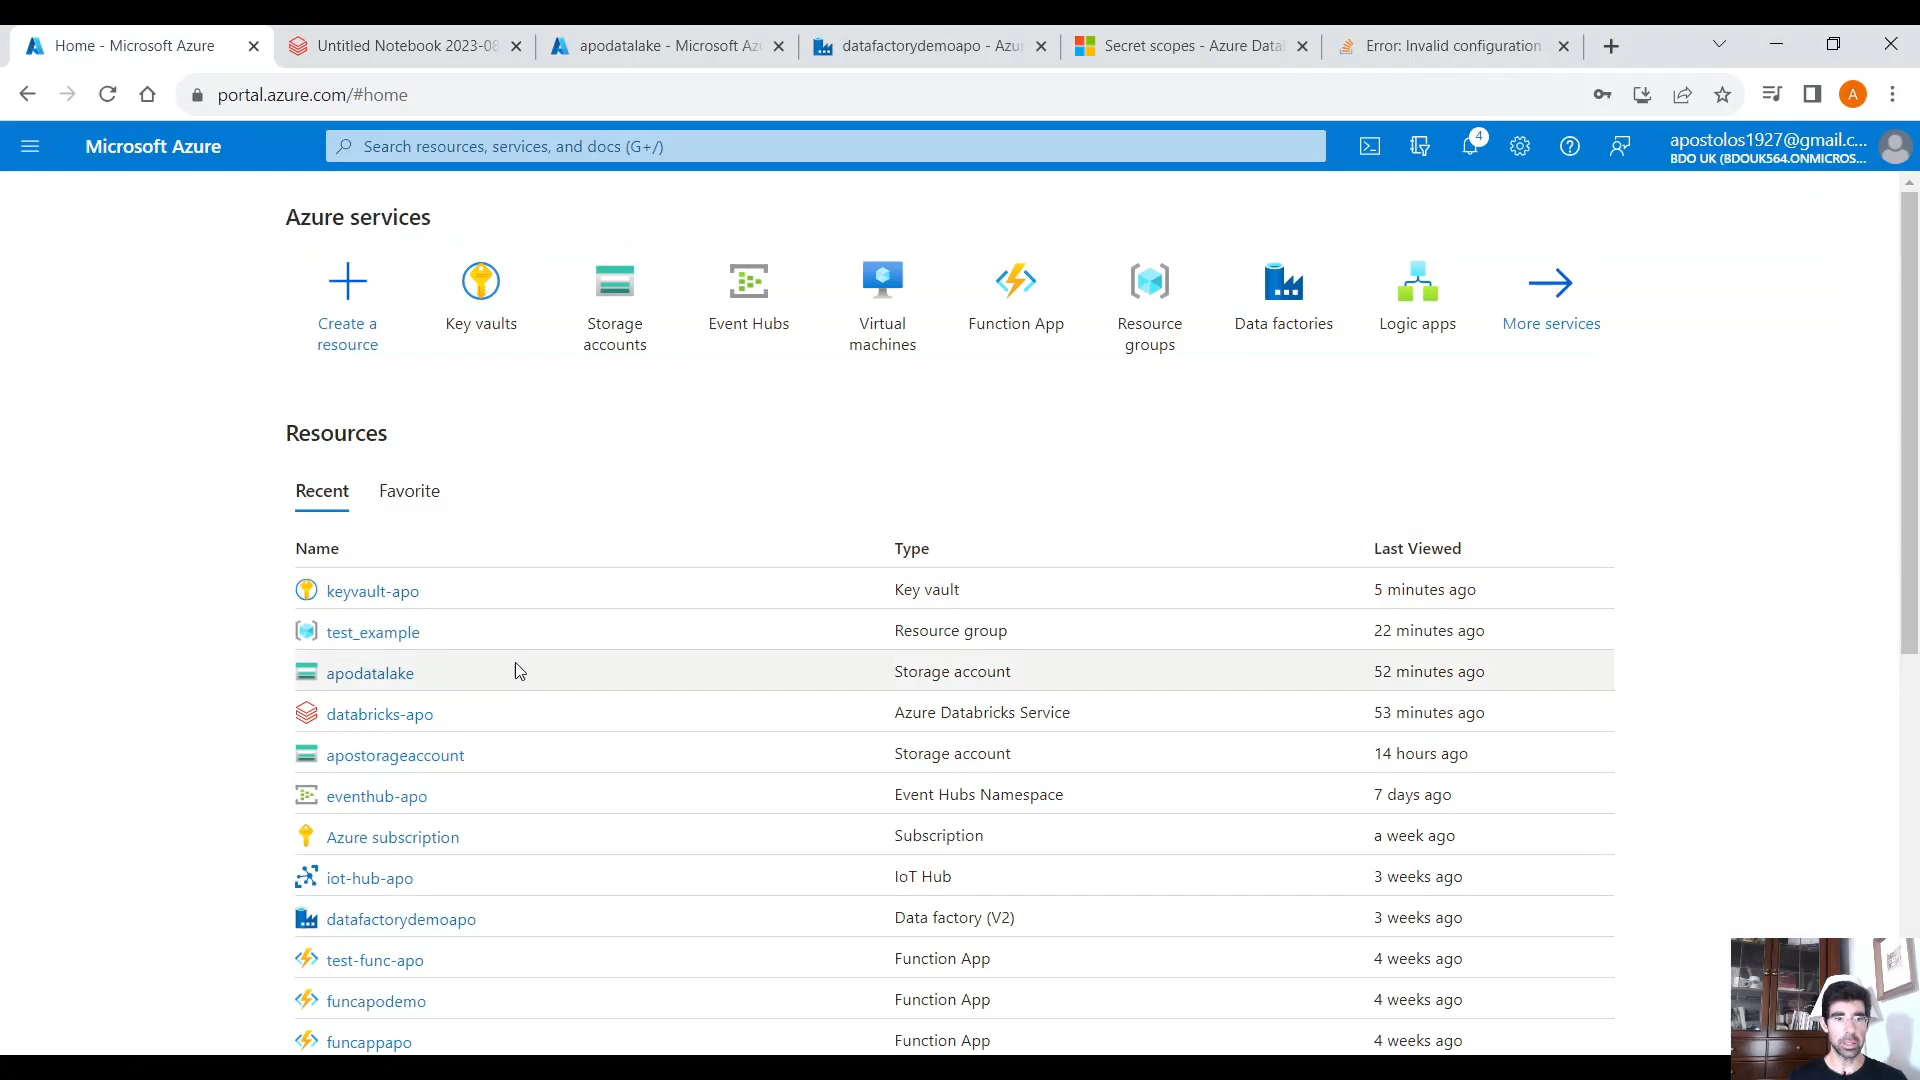 Home - Microsoft Azure
Untitled Notebook 2023-08
apodatalake - Microsoft Az
datafactorydemoapo - Azur
Secret scopes - Azure Datal
Error: Invalid configuration
portal.azure.com/#home
A
Microsoft Azure
Search resources, services, and docs (G+/)
4
apostolos1927@gmail.c...
BDO UK (BDOUK564.ONMICROS...
Azure services
Create a resource
Key vaults
Storage accounts
Event Hubs
Virtual machines
Function App
Resource groups
Data factories
Logic apps
More services
Resources
Recent Favorite
Name Type Last Viewed
keyvault-apo Key vault 5 minutes ago
test_example Resource group 22 minutes ago
apodatalake Storage account 52 minutes ago
databricks-apo Azure Databricks Service 53 minutes ago
apostorageaccount Storage account 14 hours ago
eventhub-apo Event Hubs Namespace 7 days ago
Azure subscription Subscription a week ago
iot-hub-apo IoT Hub 3 weeks ago
datafactorydemoapo Data factory (V2) 3 weeks ago
test-func-apo Function App 4 weeks ago
funcapodemo Function App 4 weeks ago
funcappapo Function App 4 weeks ago